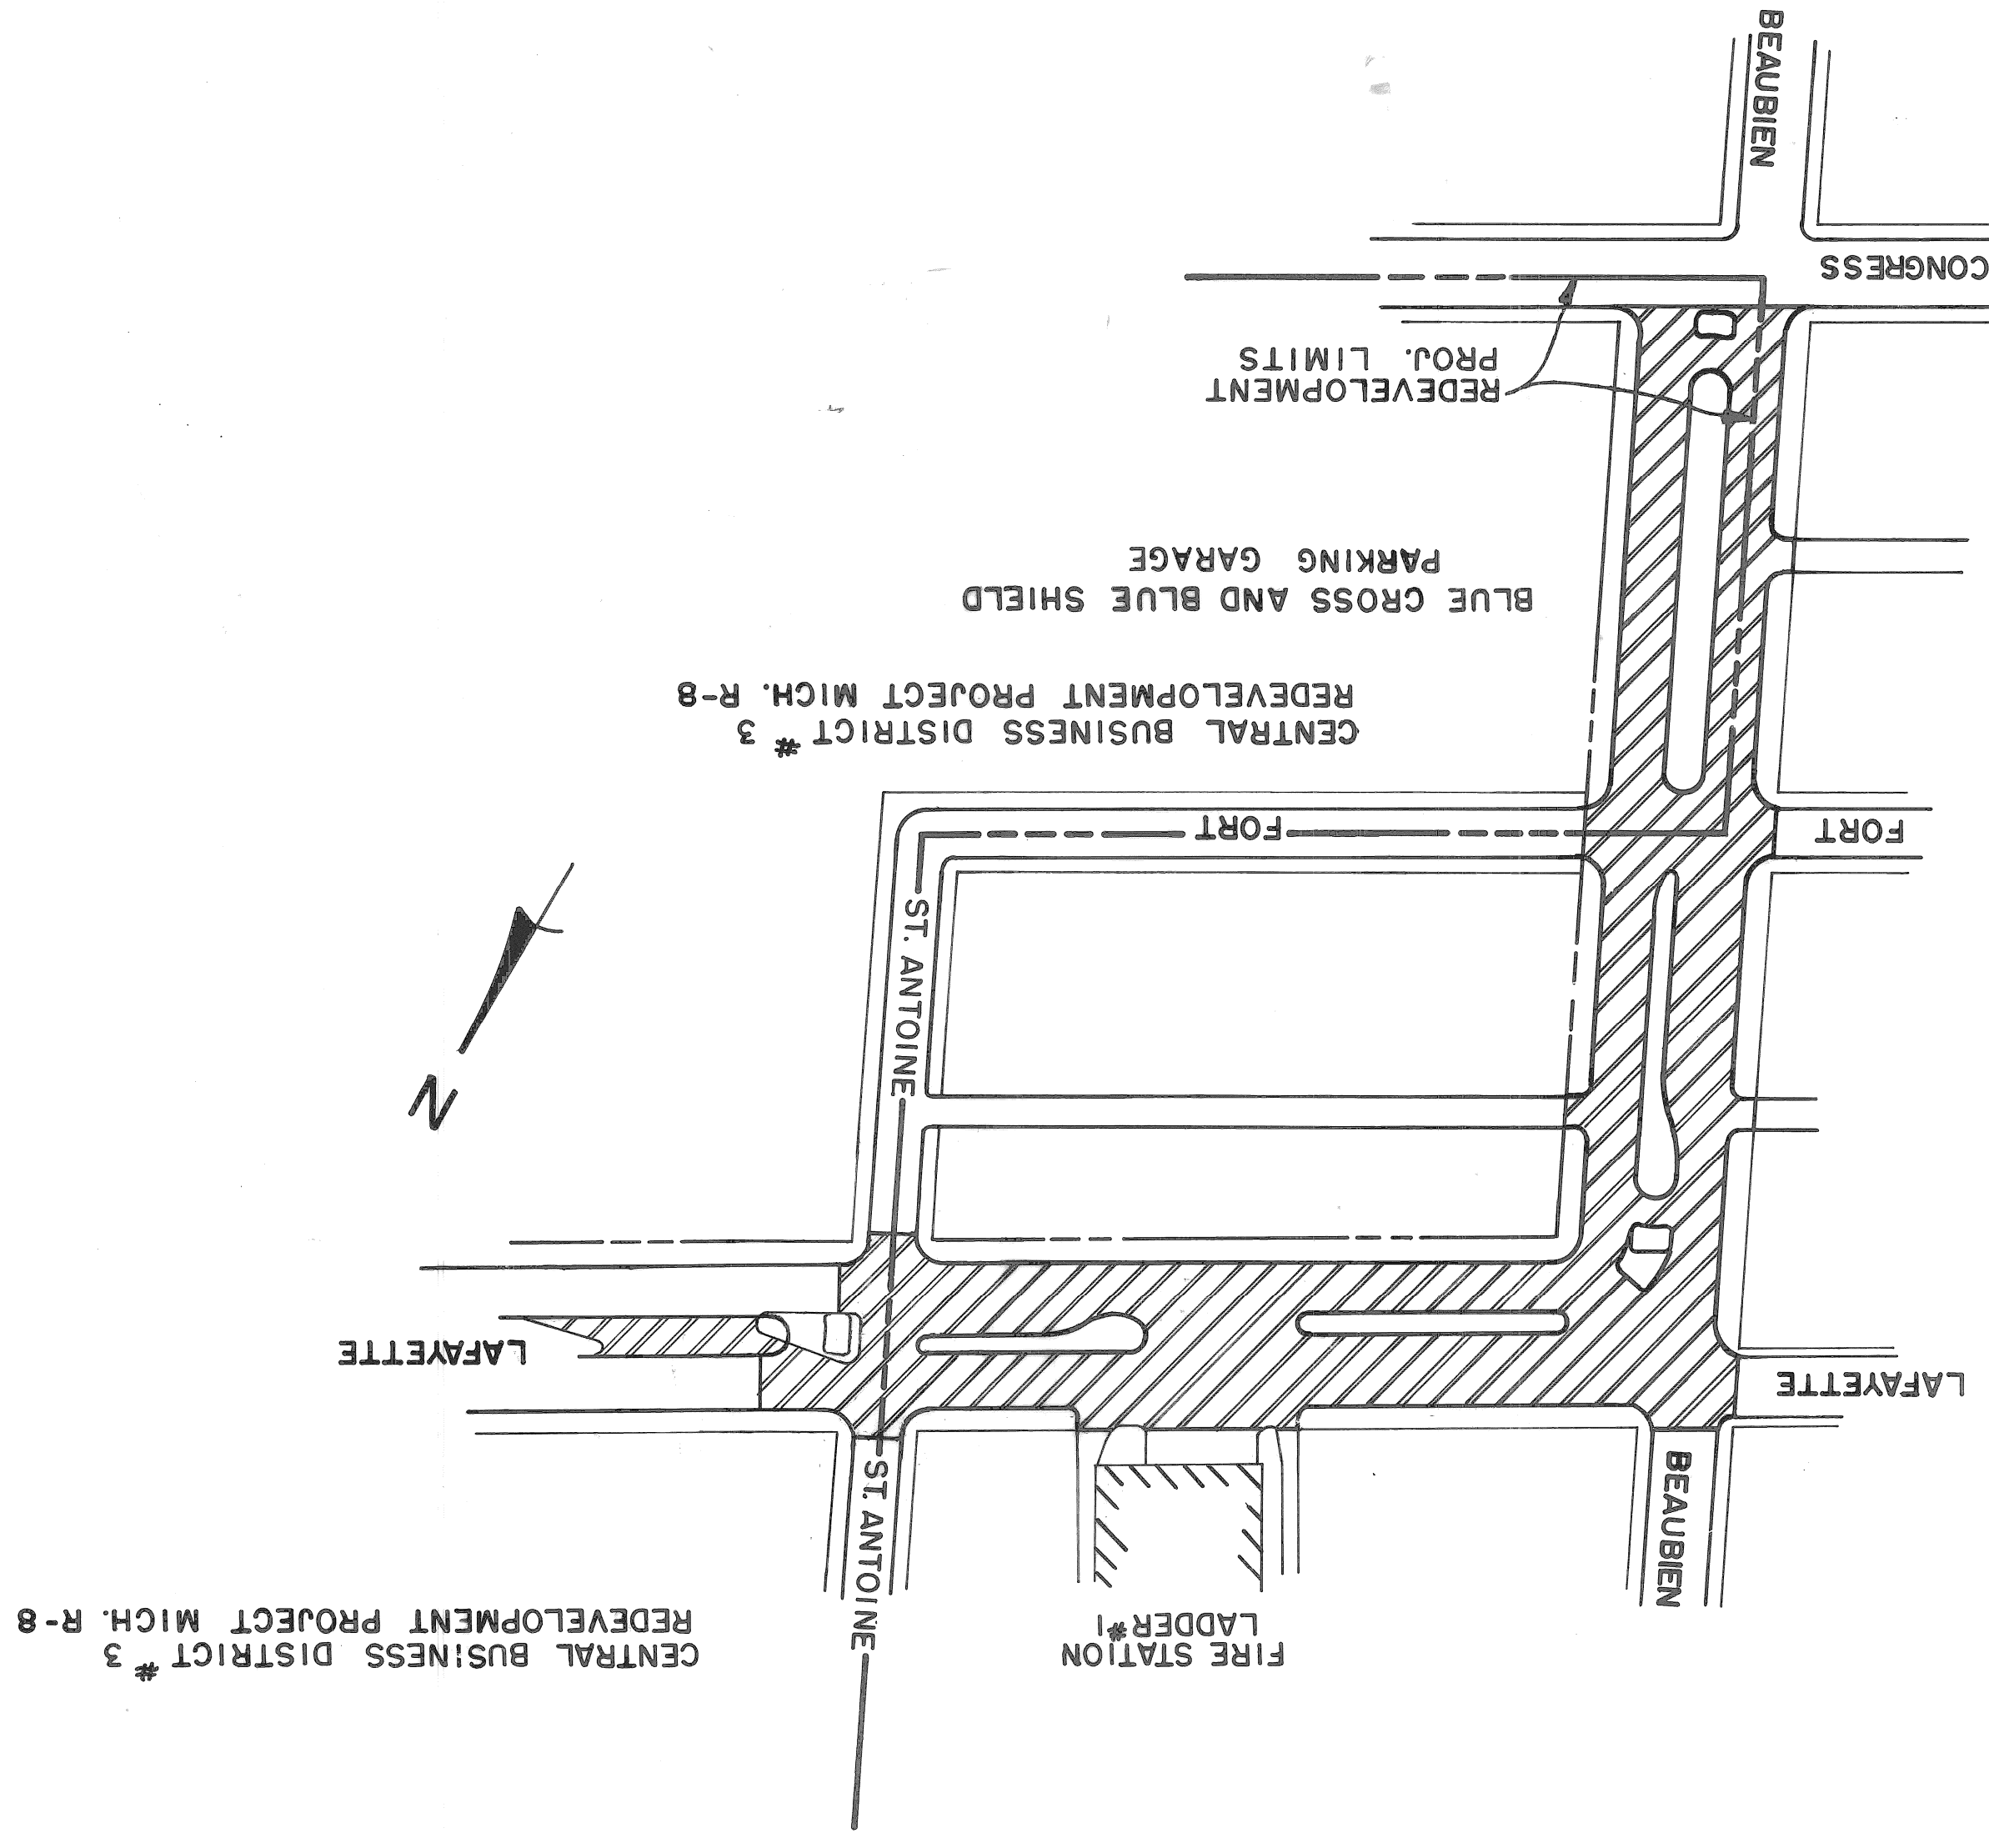 CENTRAL BUSINESS DISTRICT #3
REDEVELOPMENT PROJECT MICH. R-8
FIRE STATION
LADDER #1
ST. ANTOINE
BEAUBIEN
LAFAYETTE
LAFAYETTE
N
ST. ANTOINE
FORT
FORT
CENTRAL BUSINESS DISTRICT #3
REDEVELOPMENT PROJECT MICH. R-8
BLUE CROSS AND BLUE SHIELD
PARKING GARAGE
REDEVELOPMENT
PROJ. LIMITS
CONGRESS
BEAUBIEN